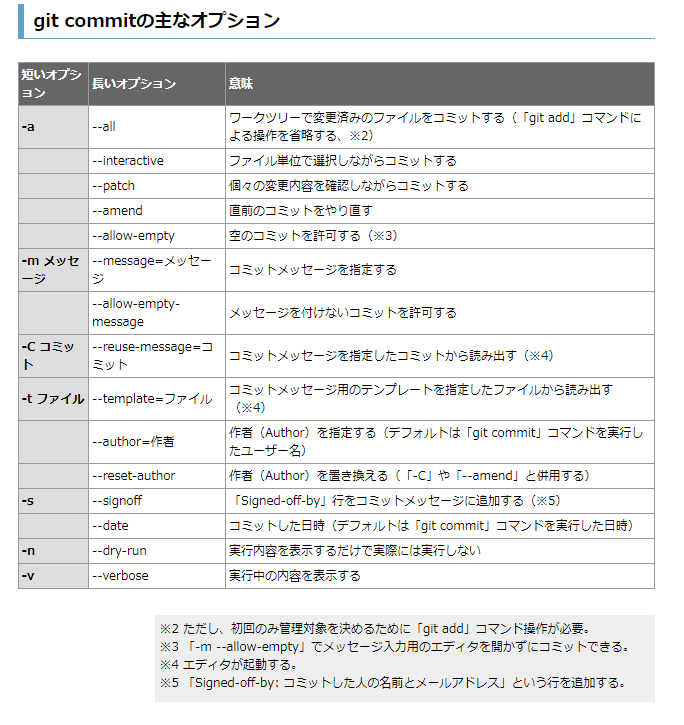 git commitの主なオプション
短いオプシ
ョン
長いオプション
意味
-a
--all
ワークツリーで変更済みのファイルをコミットする（「git add」コマンドに
よる操作を省略する、※2）
--interactive
ファイル単位で選択しながらコミットする
--patch
個々の変更内容を確認しながらコミットする
--amend
直前のコミットをやり直す
--allow-empty
空のコミットを許可する（※3）
-m メッセ
ージ
--message=メッセー
ジ
コミットメッセージを指定する
--allow-empty-
message
メッセージを付けないコミットを許可する
-C コミッ
ト
--reuse-message=コ
ミット
コミットメッセージを指定したコミットから読み出す（※4）
-t ファイル
--template=ファイル
コミットメッセージ用のテンプレートを指定したファイルから読み出す
（※4）
--author=作者
作者（Author）を指定する（デフォルトは「git commit」コマンドを実行し
たユーザー名）
--reset-author
作者（Author）を置き換える（「-C」や「--amend」と併用する）
-s
--signoff
「Signed-off-by」行をコミットメッセージに追加する（※5）
--date
コミットした日時（デフォルトは「git commit」コマンドを実行した日時）
-n
--dry-run
実行内容を表示するだけで実際には実行しない
-v
--verbose
実行中の内容を表示する
※2 ただし、初回のみ管理対象を決めるために「git add」コマンド操作が必要。
※3 「-m --allow-empty」でメッセージ入力用のエディタを開かずにコミットできる。
※4 エディタが起動する。
※5 「Signed-off-by: コミットした人の名前とメールアドレス」という行を追加する。